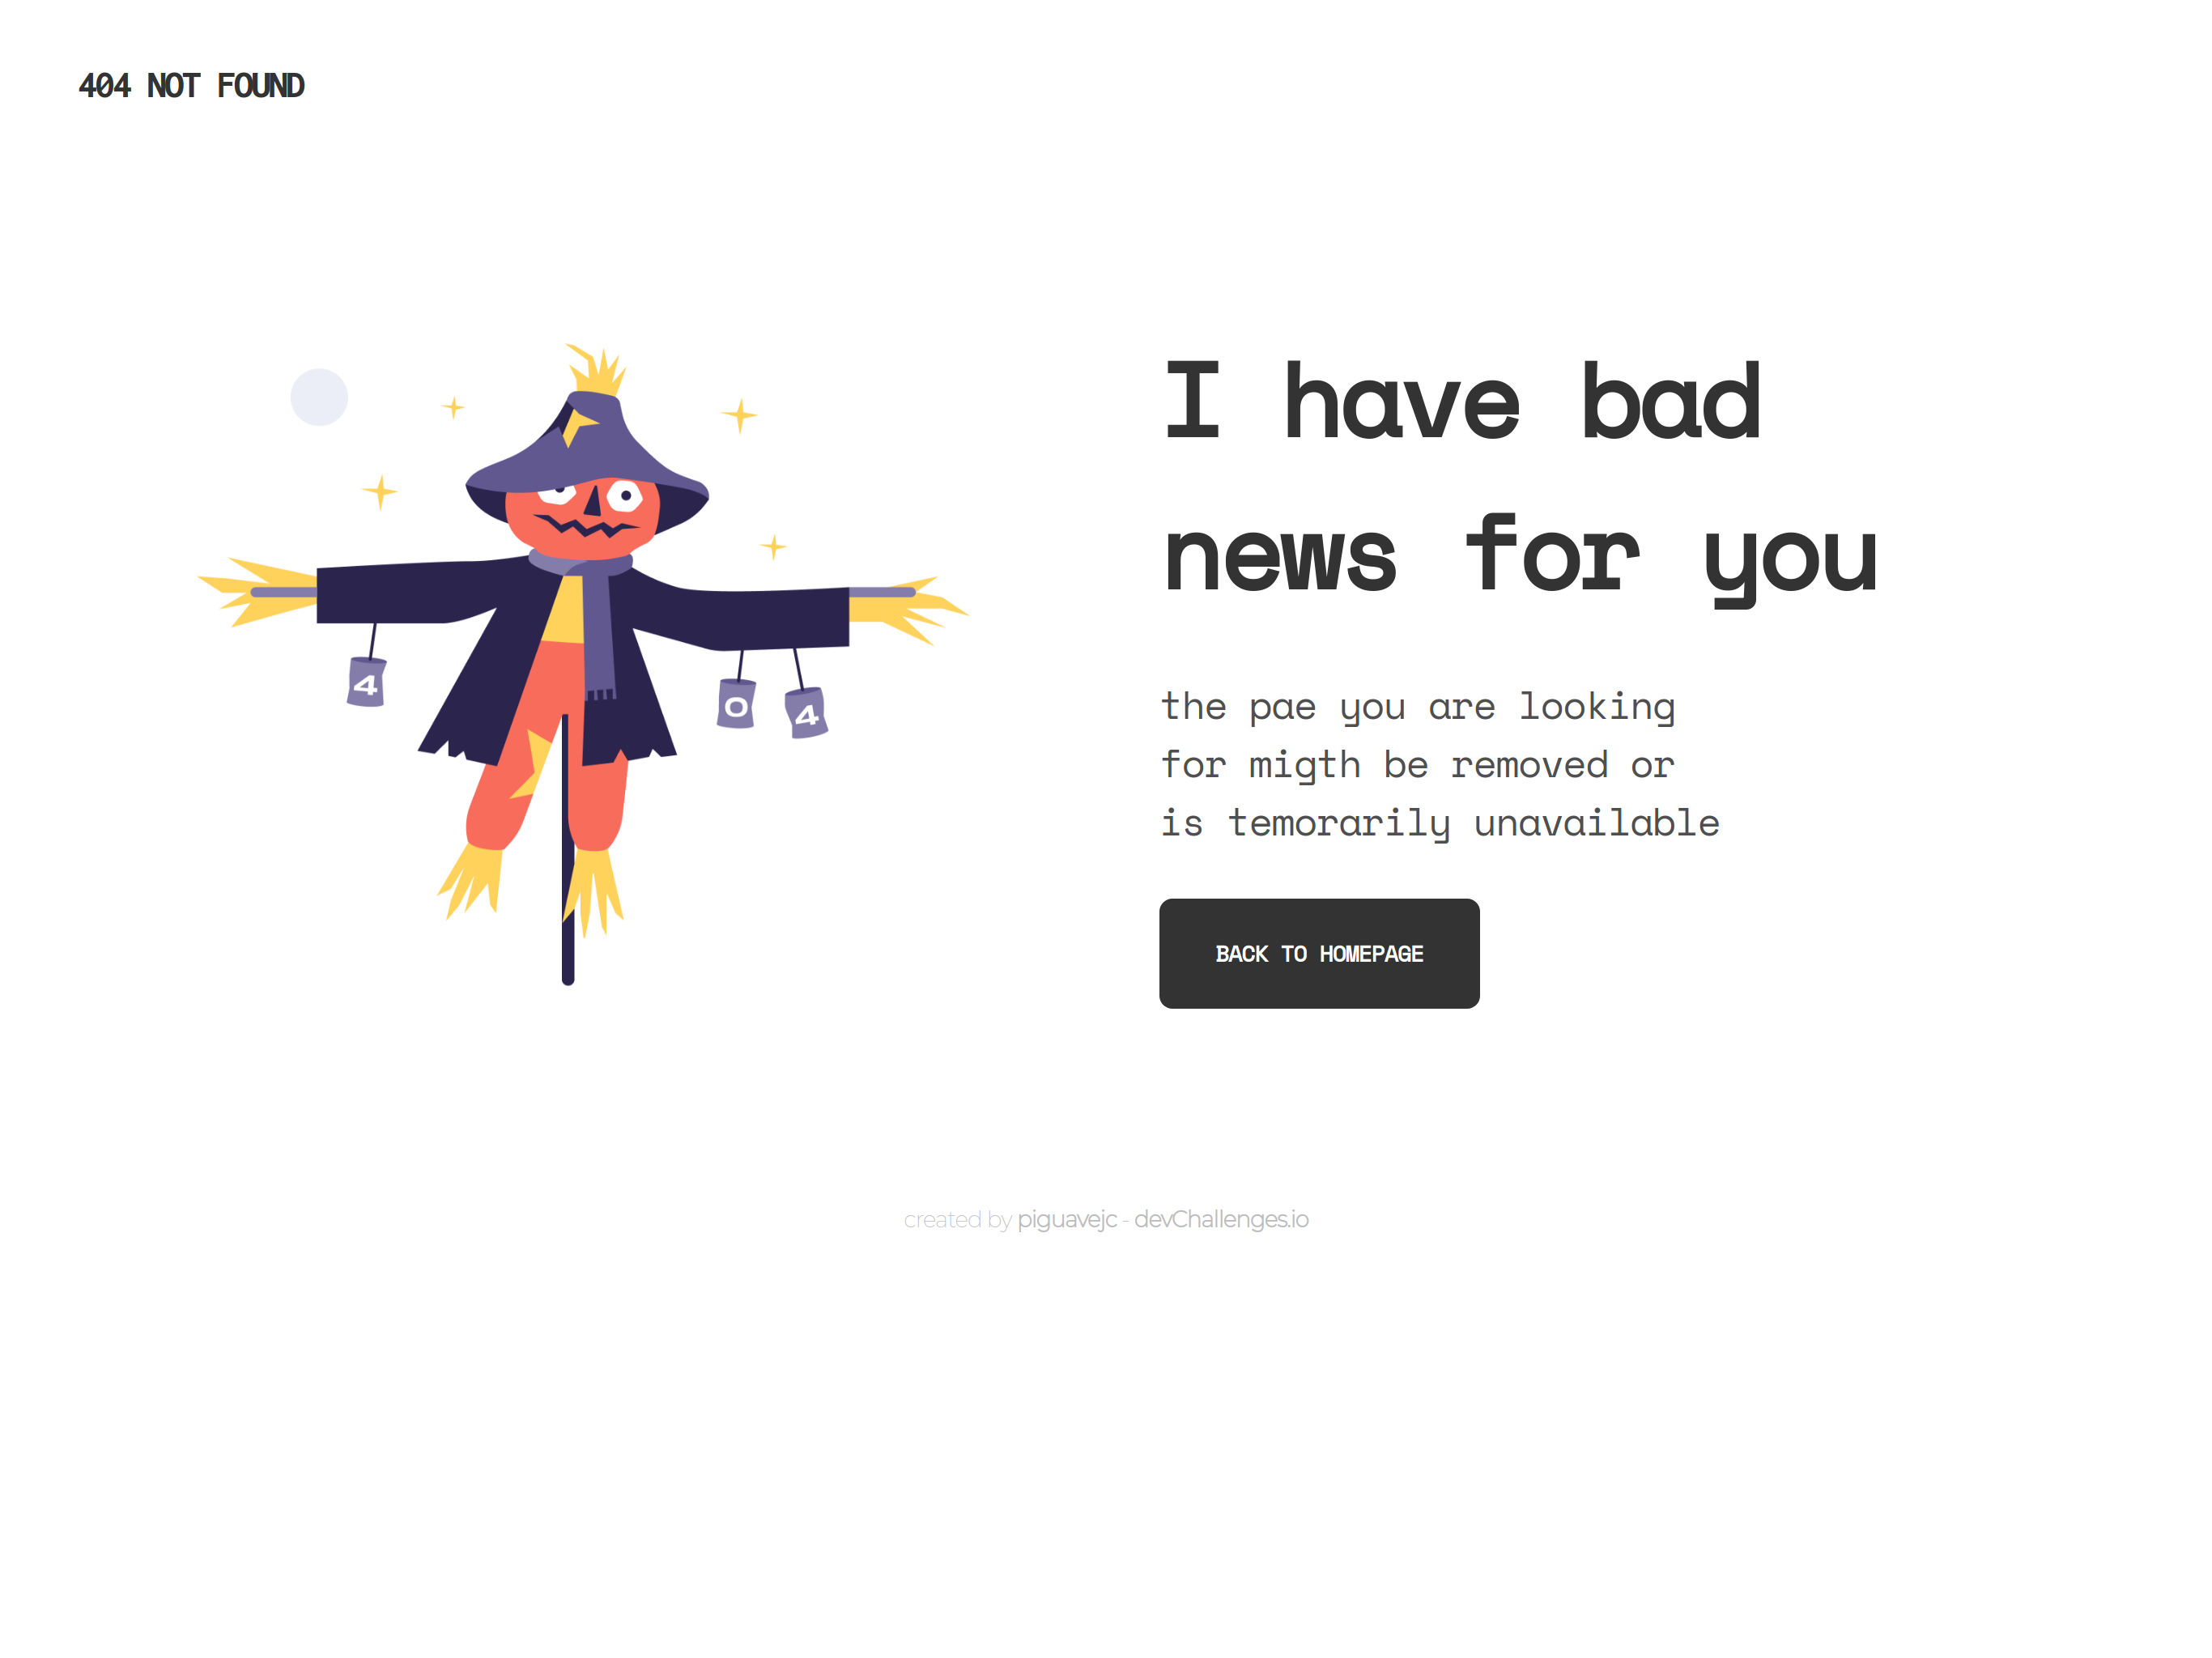 404 NOT FOUND
I have bad
news for you
4
0
4
the pae you are looking
for migth be removed or
is temorarily unavailable
BACK TO HOMEPAGE
created by piguavejc - devChallenges.io